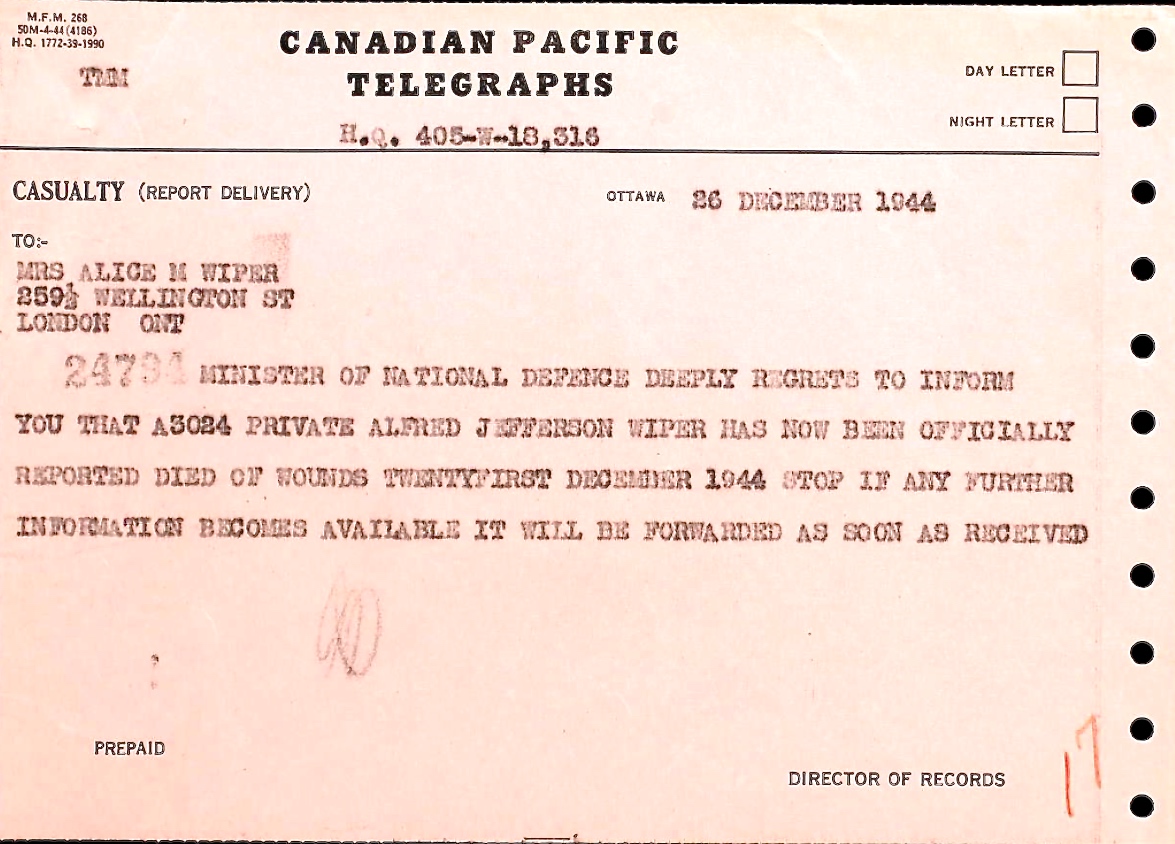 M.F.M. 268
50M-4-44 (4186)
H.Q. 1772-39-1990
CANADIAN PACIFIC
TELEGRAPHS
DAY LETTER
NIGHT LETTER
H.Q. 405-W-18,316
CASUALTY (REPORT DELIVERY)
OTTAWA 26 DECEMBER 1944
TO:-
MRS ALICE M WIPER
259½ WELLINGTON ST
LONDON ONT
24794 MINISTER OF NATIONAL DEFENCE DEEPLY REGRETS TO INFORM
YOU THAT A3024 PRIVATE ALFRED JEFFERSON WIPER HAS NOW BEEN OFFICIALLY
REPORTED DIED OF WOUNDS TWENTYFIRST DECEMBER 1944 STOP IF ANY FURTHER
INFORMATION BECOMES AVAILABLE IT WILL BE FORWARDED AS SOON AS RECEIVED
PREPAID
DIRECTOR OF RECORDS
17